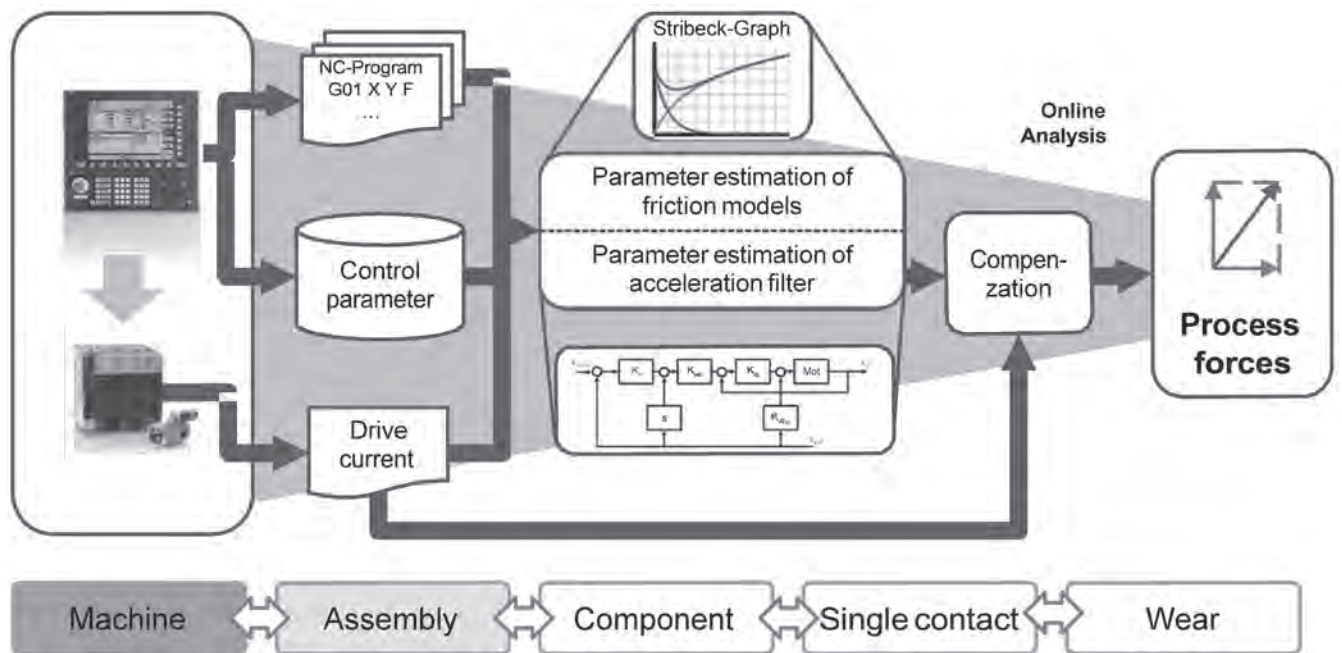 Stribeck-Graph
NC-Program
G01 X Y F
...
Online
Analysis
Parameter estimation of
friction models
Parameter estimation of
acceleration filter
Control
parameter
Compen-
zation
Process
forces
Mot
s
Drive
current
Machine
Assembly
Component
Single contact
Wear